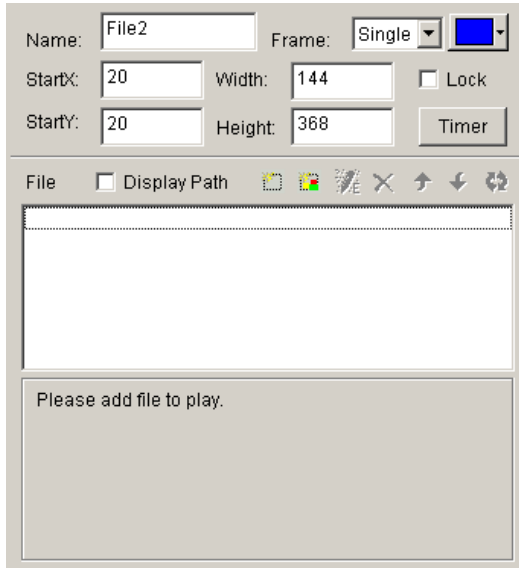 Name: File2 Frame: Single
StartX: 20 Width: 144 Lock
StartY: 20 Height: 368 Timer
File Display Path
Please add file to play.